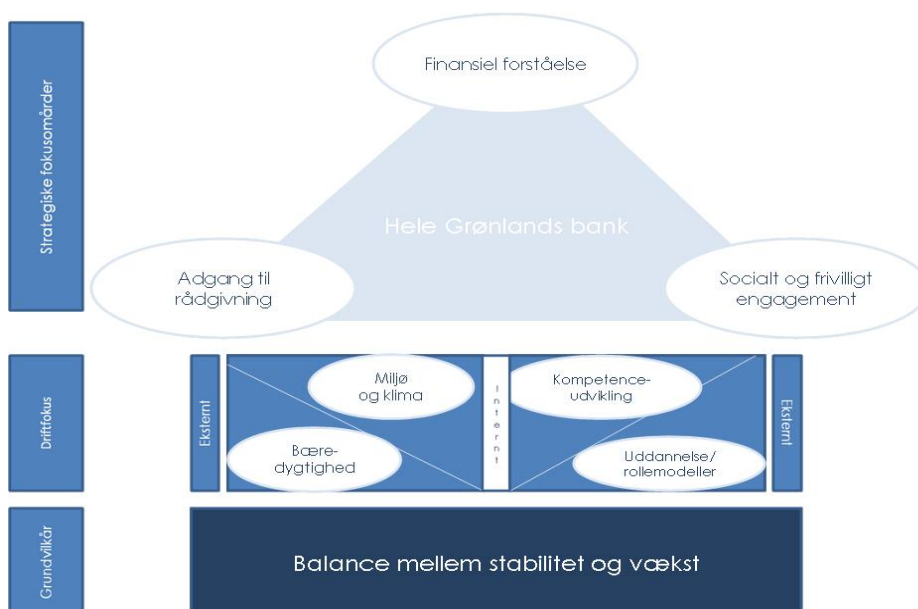 Strategiske fokusomårder
Finansiel forståelse
Hele Grønlands bank
Adgang til
rådgivning
Socialt og frivilligt
engagement
Driftfokus
Eksternt
Miljø
og klima
Bære-
dygtighed
Internt
Kompetence-
udvikling
Uddannelse/
rollemodeller
Eksternt
Grundvilkår
Balance mellem stabilitet og vækst